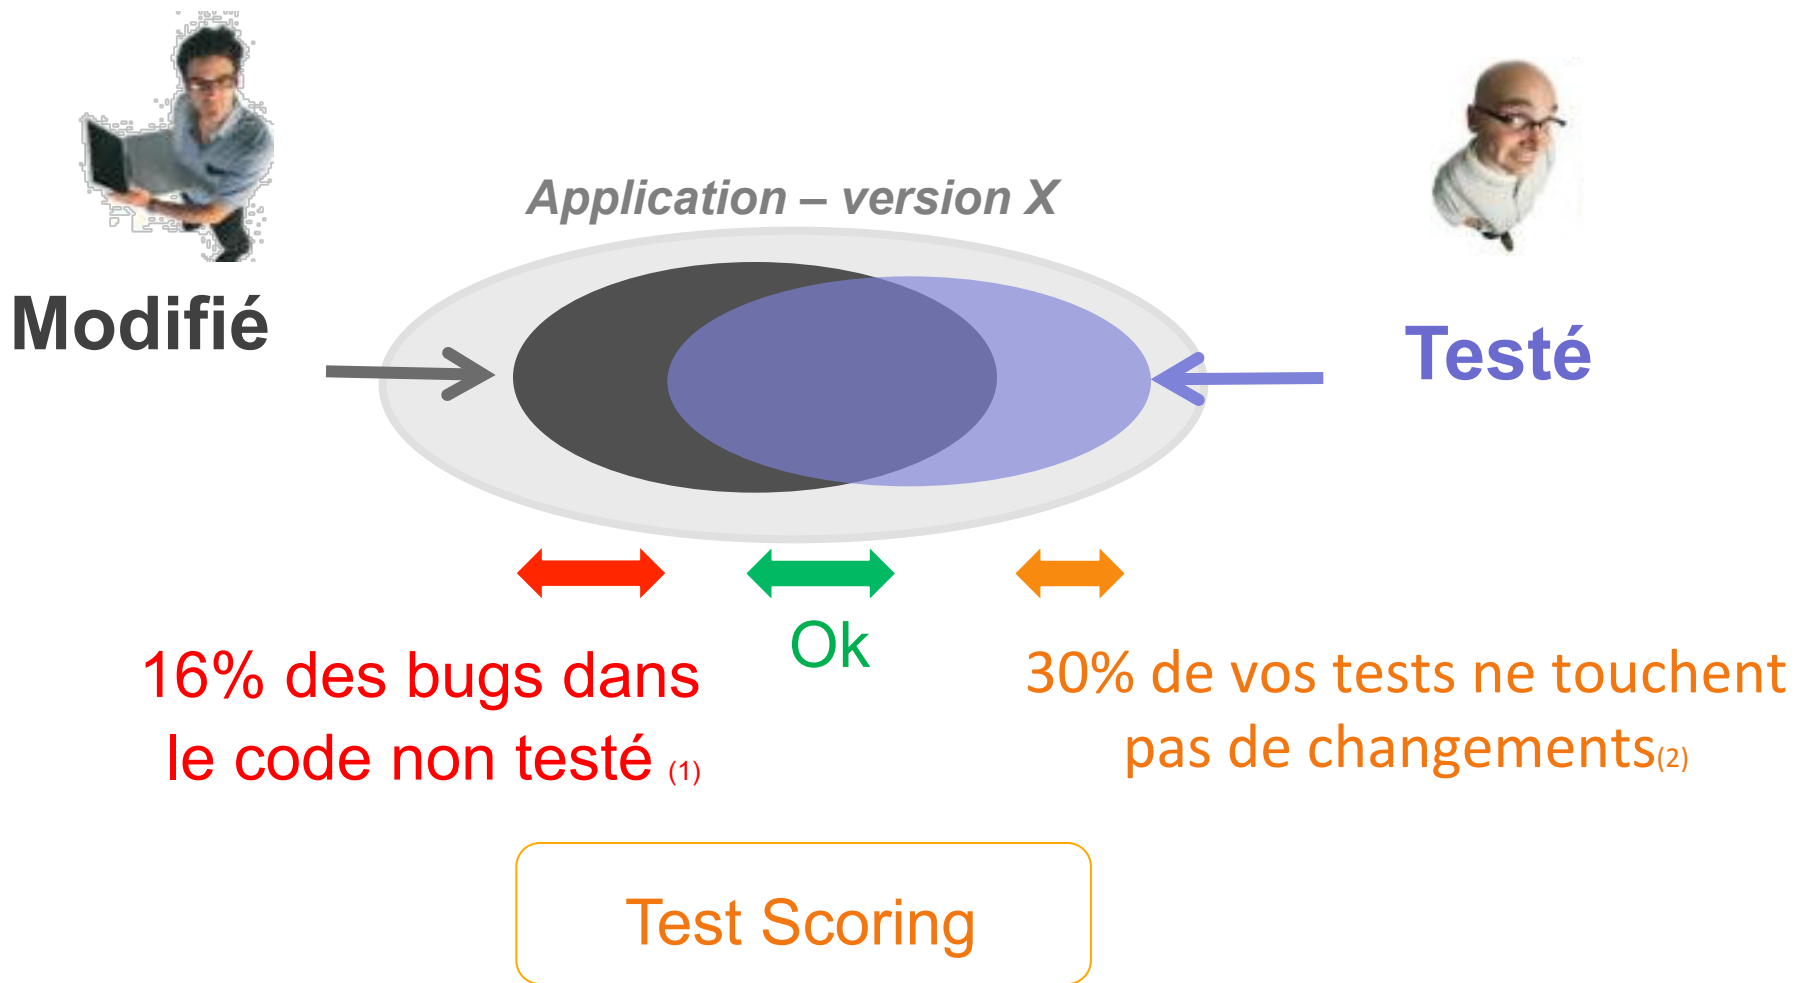 Application – version X
Modifié
Testé
Ok
16% des bugs dans
le code non testé (1)
30% de vos tests ne touchent
pas de changements(2)
Test Scoring